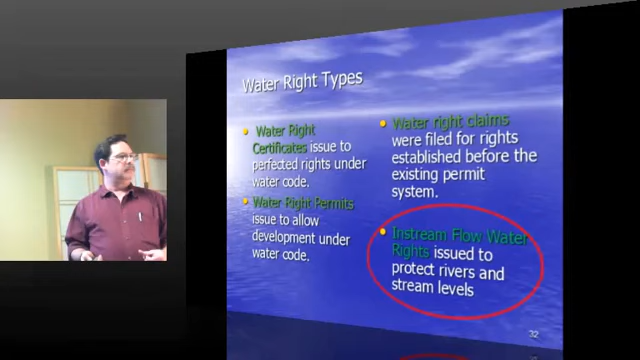 Water Right Types
Water Right
Certificates issue to
perfected rights under
water code.
Water Right Permits
issue to allow
development under
water code.
Water right claims
were filed for rights
established before the
existing permit
system.
Instream Flow Water
Rights issued to
protect rivers and
stream levels
32